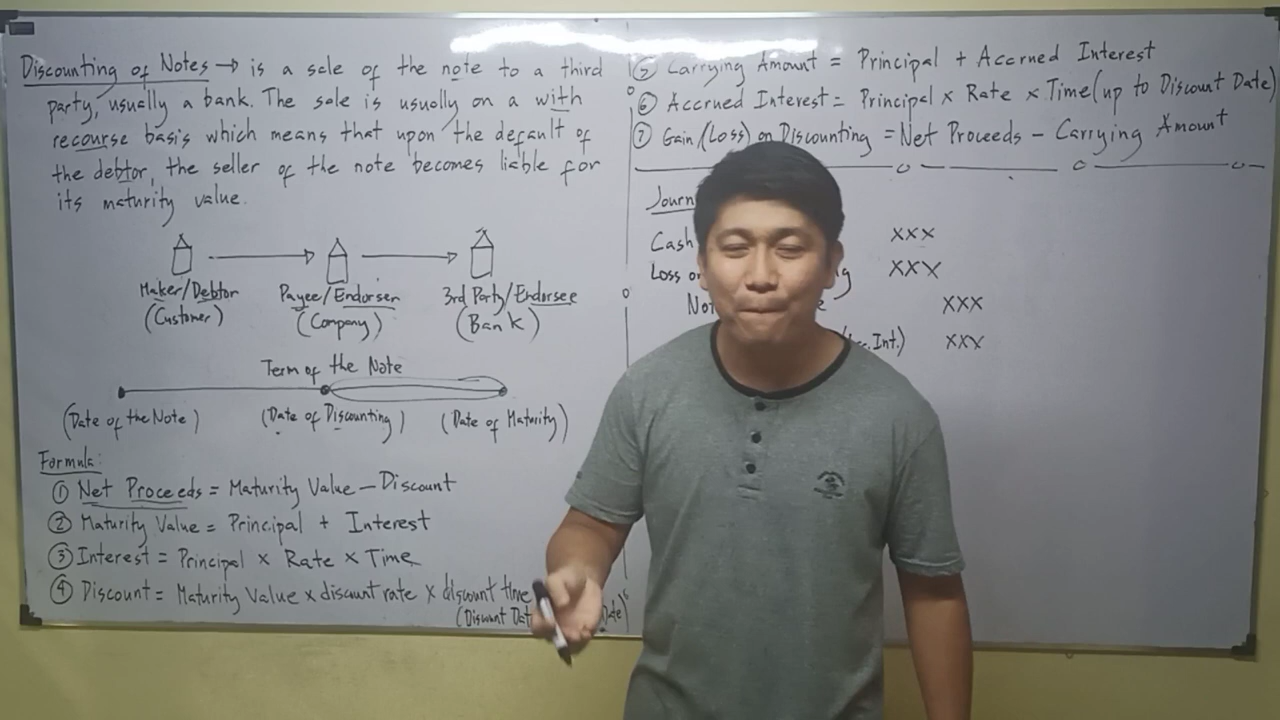 Discounting of Notes → is a sale of the note to a third
party, usually a bank. The sale is usually on a with
recourse basis which means that upon the default of
the debtor, the seller of the note becomes liable for
its maturity value.
Maker/Debtor
(Customer)
Payee/Endorser
(Company)
3rd Party/Endorsee
(Bank)
Term of the Note
(Date of the Note)
(Date of Discounting)
(Date of Maturity)
Formula:
① Net Proceeds = Maturity Value – Discount
② Maturity Value = Principal + Interest
③ Interest = Principal x Rate x Time
④ Discount = Maturity Value x discount rate x discount time
(Discount Dat
Date)
⑤ Carrying Amount = Principal + Accrued Interest
⑥ Accrued Interest = Principal x Rate x Time (up to Discount Date)
⑦ Gain/(Loss) on Discounting = Net Proceeds – Carrying Amount
Journ
Cash xxx
Loss o g xxx
Not e xxx
Int.) xxx